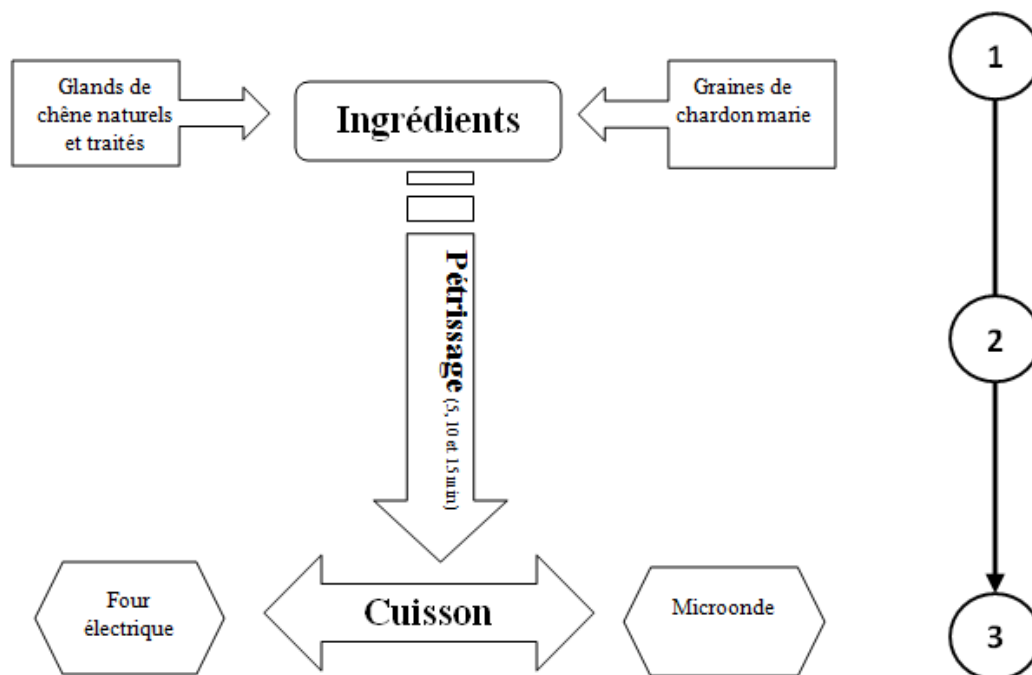 Glands de
chêne naturels
et traités
Ingrédients
Graines de
chardon marie
1
Pétrissage (5, 10 et 15 min)
2
Four
électrique
Cuisson
Microonde
3